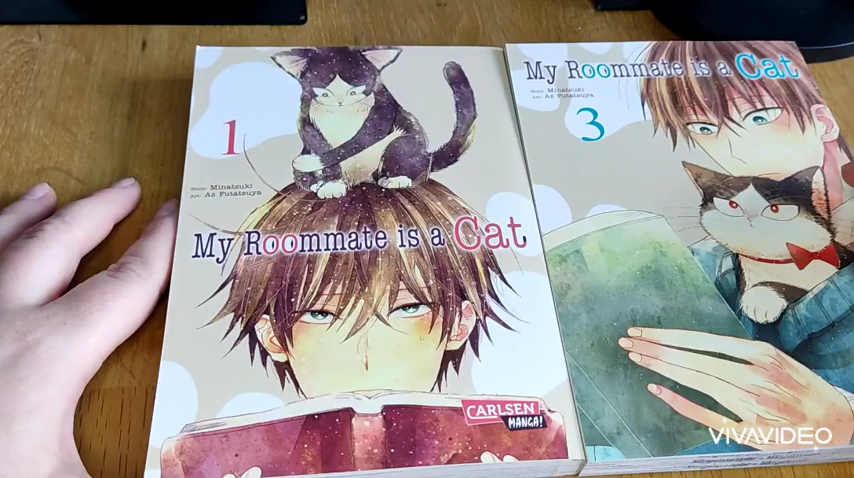 1
Story: Minatsuki
Art: As Futatsuya
My Roommate is a Cat
CARLSEN
MANGA!
My Roommate is a Cat
Story: Minatsuki
Art: As Futatsuya
3
VIVAVIDEO